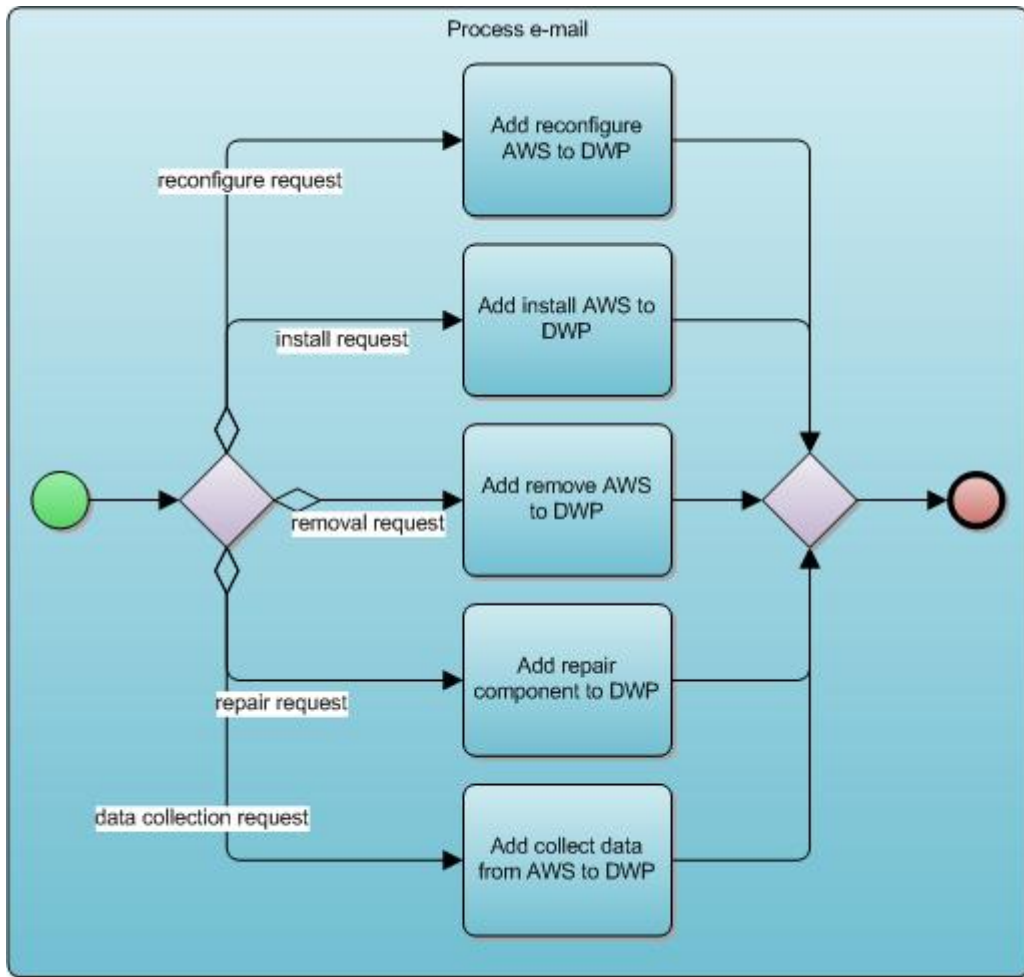 Process e-mail
Add reconfigure
AWS to DWP
reconfigure request
Add install AWS to
DWP
install request
Add remove AWS
to DWP
removal request
Add repair
component to DWP
repair request
data collection request
Add collect data
from AWS to DWP